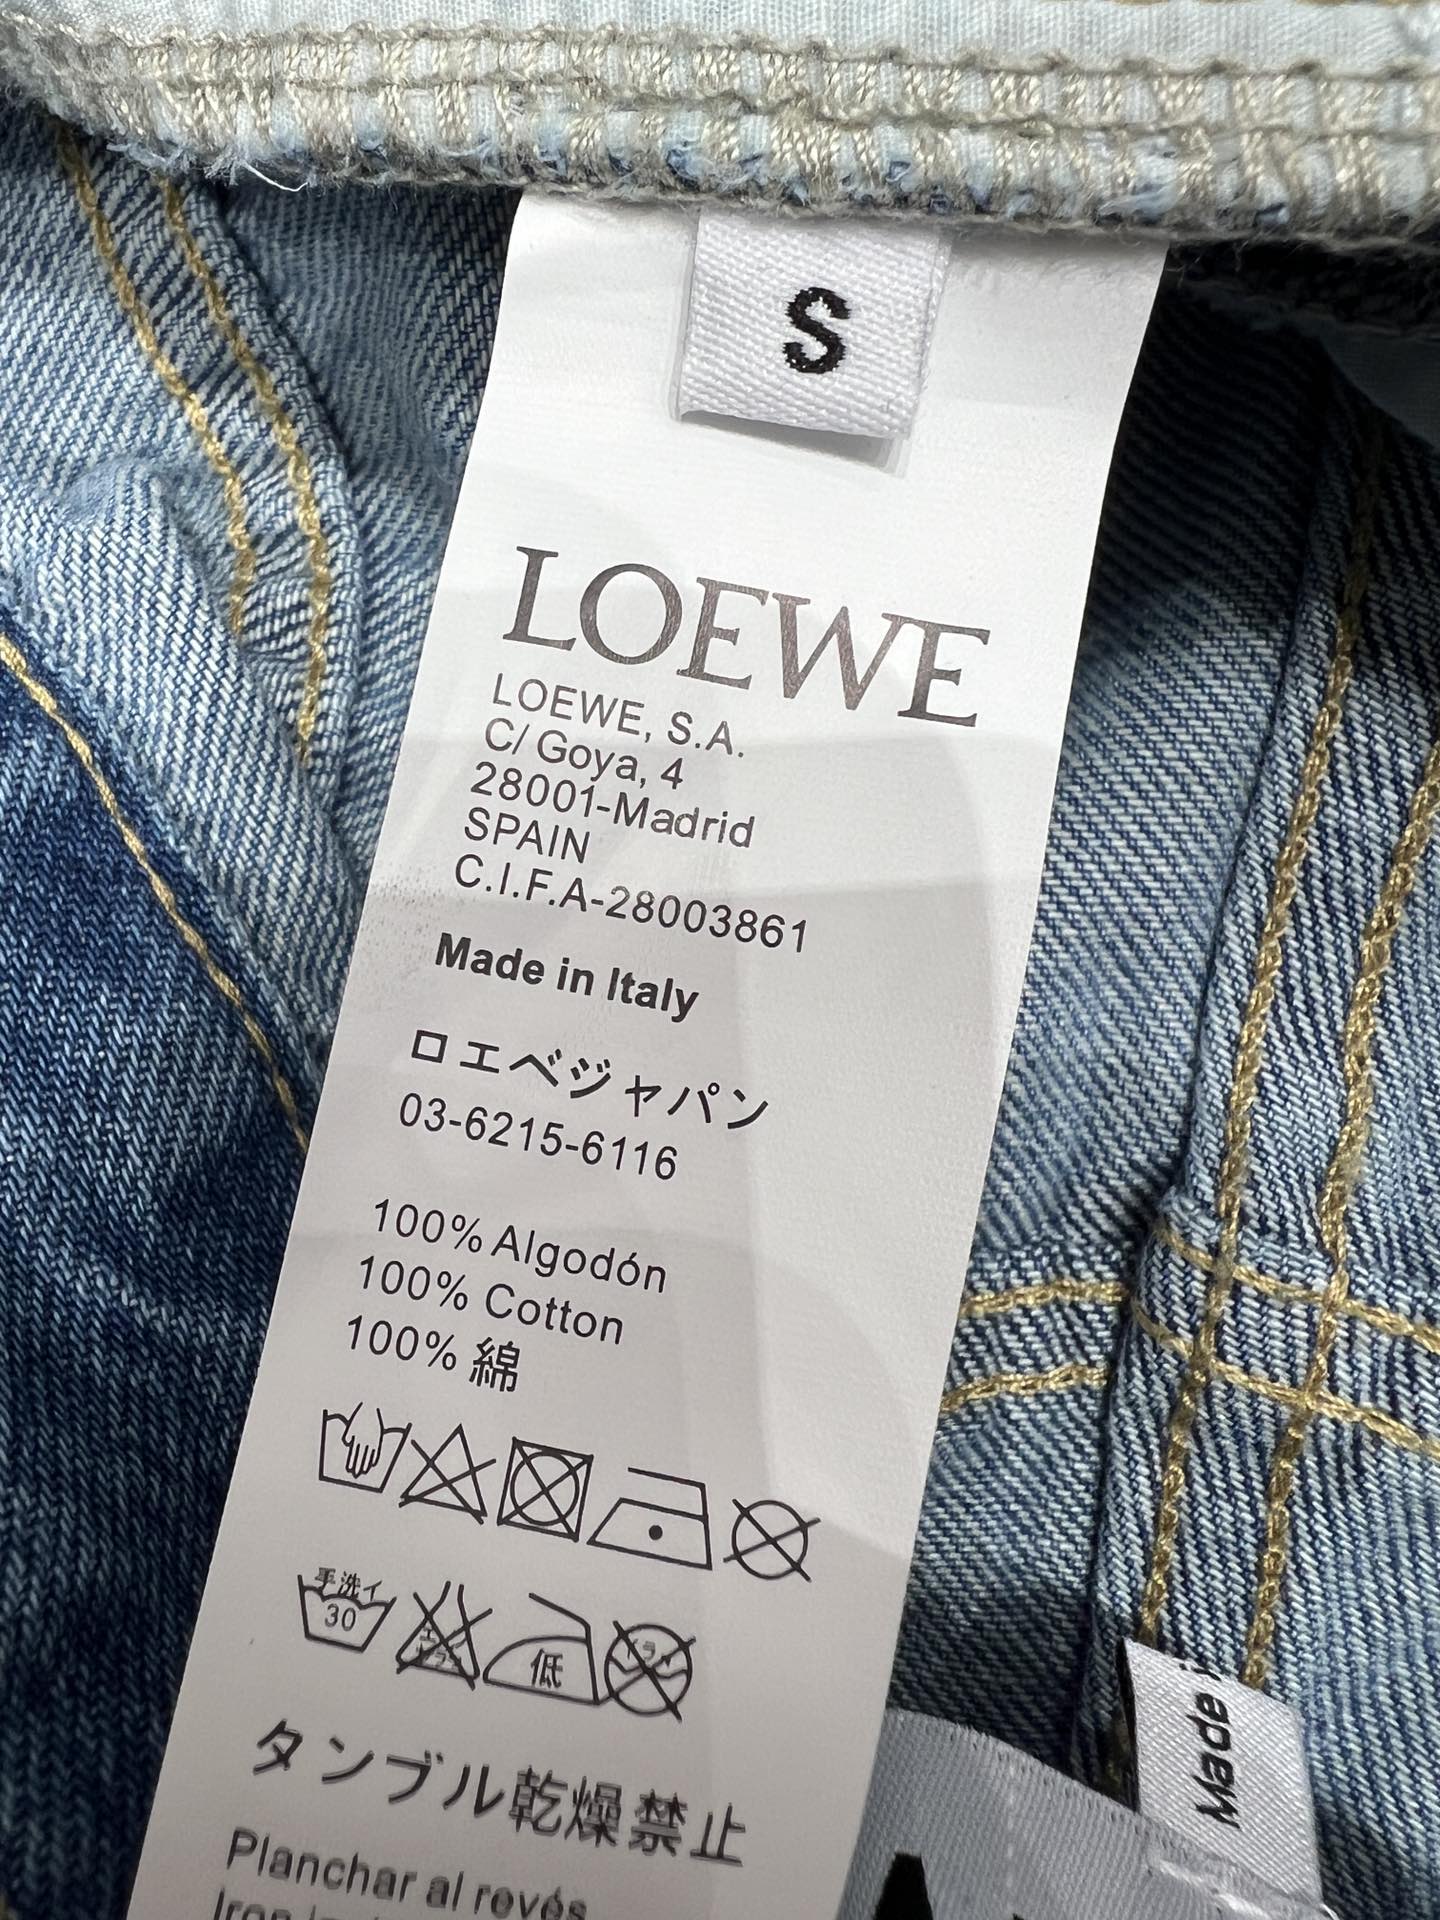 S
LOEWE
LOEWE, S.A.
C/ Goya, 4
28001-Madrid
SPAIN
C.I.F.A-28003861
Made in Italy
ロエベジャパン
03-6215-6116
100% Algodón
100% Cotton
100% 綿
手洗イ
30
低
タンブル乾燥禁止
Planchar al revés
Iron
Made